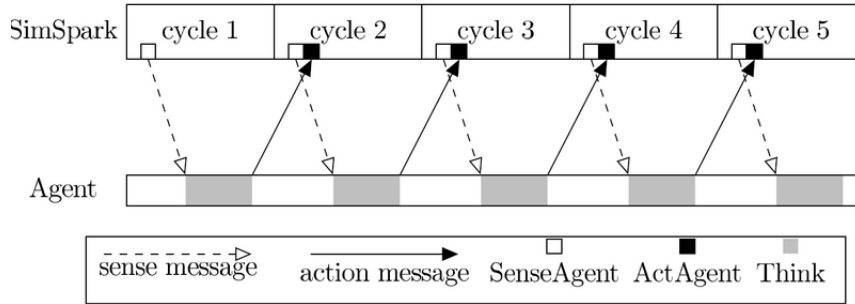 SimSpark cycle 1 cycle 2 cycle 3 cycle 4 cycle 5
Agent
sense message action message SenseAgent ActAgent Think